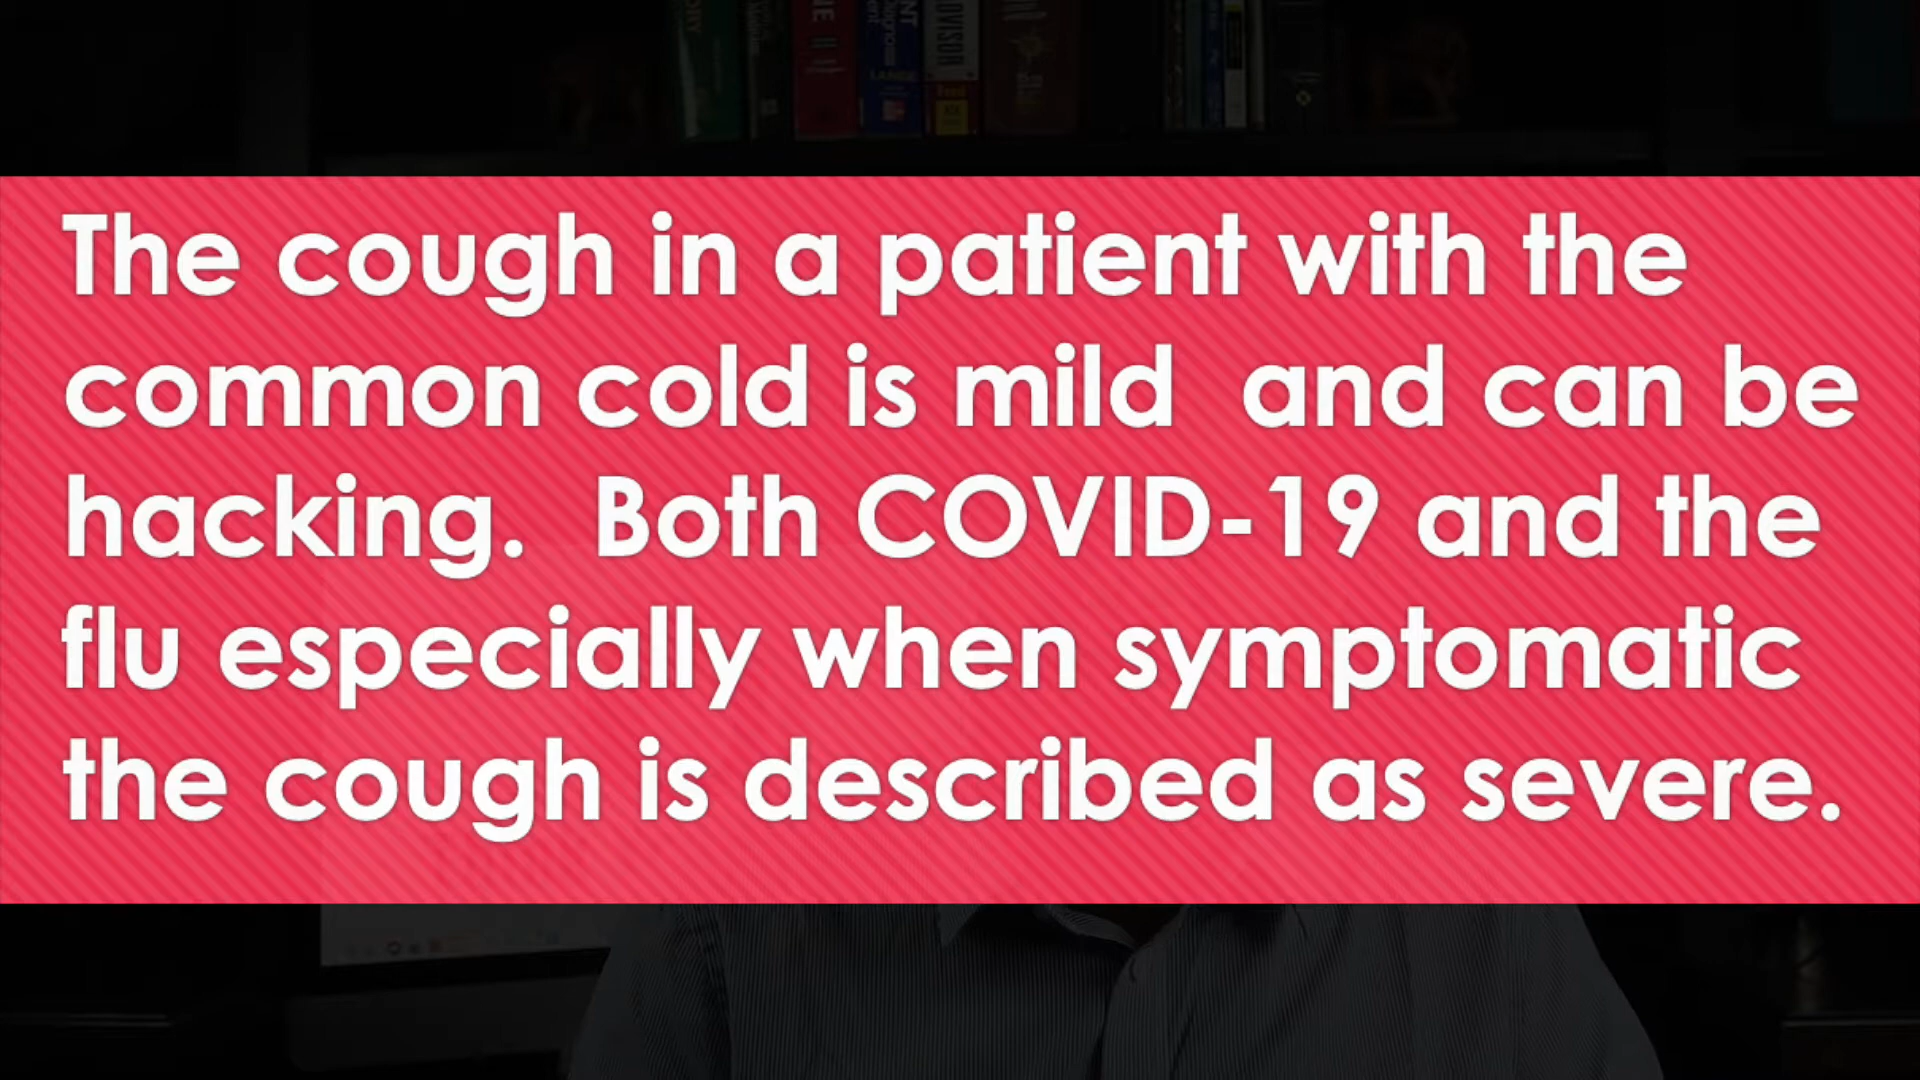 The cough in a patient with the
common cold is mild  and can be
hacking.  Both COVID-19 and the
flu especially when symptomatic
the cough is described as severe.
LANGE